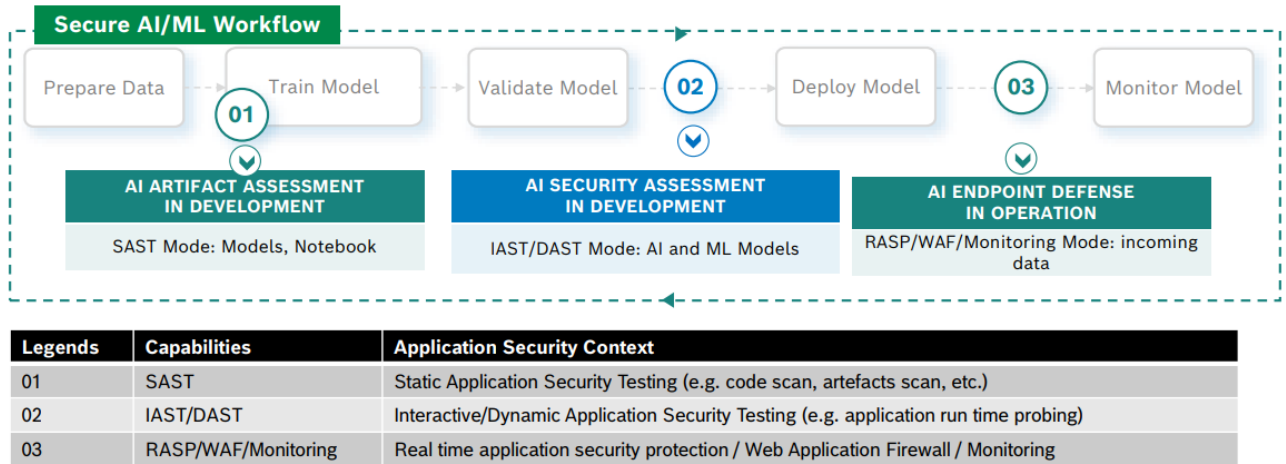 Secure AI/ML Workflow
Prepare Data
Train Model
Validate Model
02
Deploy Model
03
Monitor Model
01
AI ARTIFACT ASSESSMENT
IN DEVELOPMENT
SAST Mode: Models, Notebook
AI SECURITY ASSESSMENT
IN DEVELOPMENT
IAST/DAST Mode: AI and ML Models
AI ENDPOINT DEFENSE
IN OPERATION
RASP/WAF/Monitoring Mode: incoming
data
Legends Capabilities Application Security Context
01 SAST Static Application Security Testing (e.g. code scan, artefacts scan, etc.)
02 IAST/DAST Interactive/Dynamic Application Security Testing (e.g. application run time probing)
03 RASP/WAF/Monitoring Real time application security protection / Web Application Firewall / Monitoring